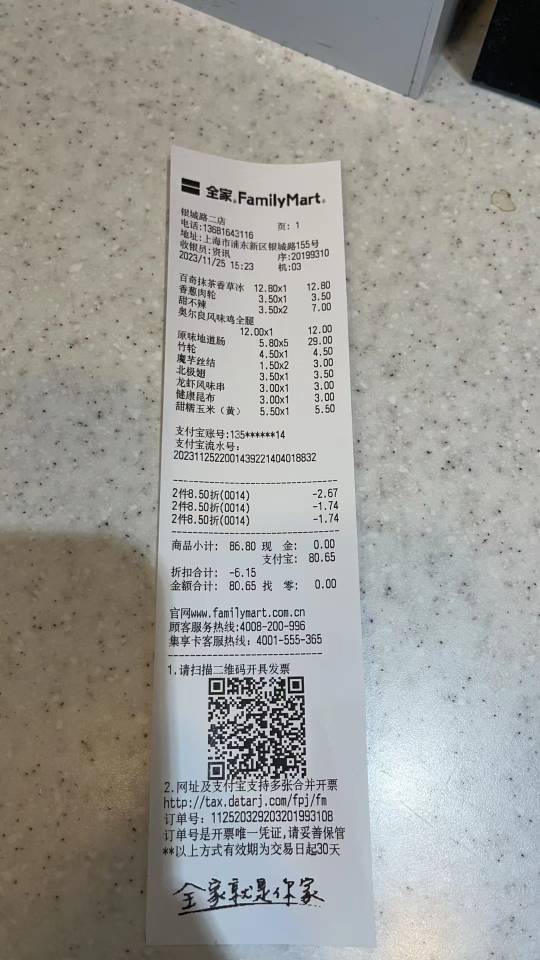 全家 FamilyMart
银城路二店 页: 1
电话:13681643116
地址:上海市浦东新区银城路155号
收银员:资讯 序:20199310
2023/11/25 15:23 机:03
百奇抹茶香草冰 12.80x1 12.80
香葱肉轮 3.50x1 3.50
甜不辣 3.50x2 7.00
奥尔良风味鸡全腿
12.00x1 12.00
原味地道肠 5.80x5 29.00
竹轮 4.50x1 4.50
魔芋丝结 1.50x2 3.00
北极翅 3.50x1 3.50
龙虾风味串 3.00x1 3.00
健康昆布 3.00x1 3.00
甜糯玉米（黄） 5.50x1 5.50
支付宝账号:135******14
支付宝流水号:
2023112522001439221404018832
2件8.50折(0014) -2.67
2件8.50折(0014) -1.74
2件8.50折(0014) -1.74
商品小计: 86.80 现 金: 0.00
支付宝: 80.65
折扣合计: -6.15
金额合计: 80.65 找 零: 0.00
官网www.familymart.com.cn
顾客服务热线:4008-200-996
集享卡客服热线: 4001-555-365
1.请扫描二维码开具发票
2.网址及支付宝支持多张合并开票
http://tax.datarj.com/fpj/fm
订单号: 112520329203201993108
订单号是开票唯一凭证,请妥善保管
**以上方式有效期为交易日起30天
全家就是你家